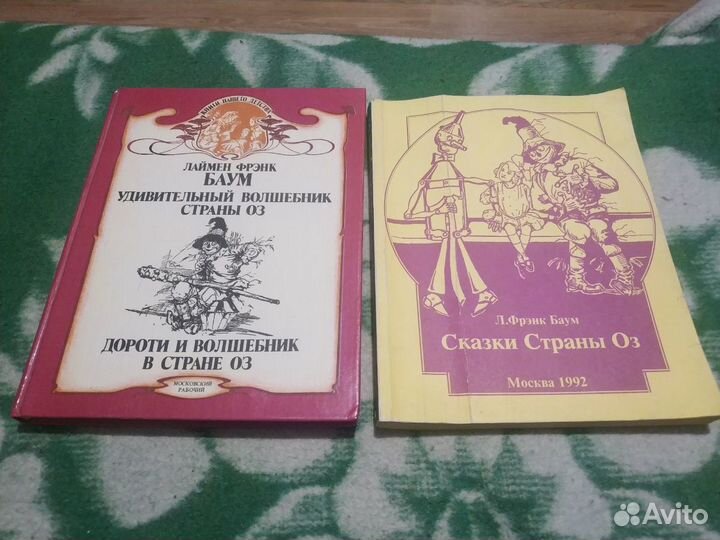 КНИГИ НАШЕГО ДЕТСТВА
ЛАЙМЕН ФРЭНК
БАУМ
УДИВИТЕЛЬНЫЙ ВОЛШЕБНИК
СТРАНЫ ОЗ
ДОРОТИ И ВОЛШЕБНИК
В СТРАНЕ ОЗ
МОСКОВСКИЙ
РАБОЧИЙ
Л.Фрэнк Баум
Сказки Страны Оз
Москва 1992
Avito